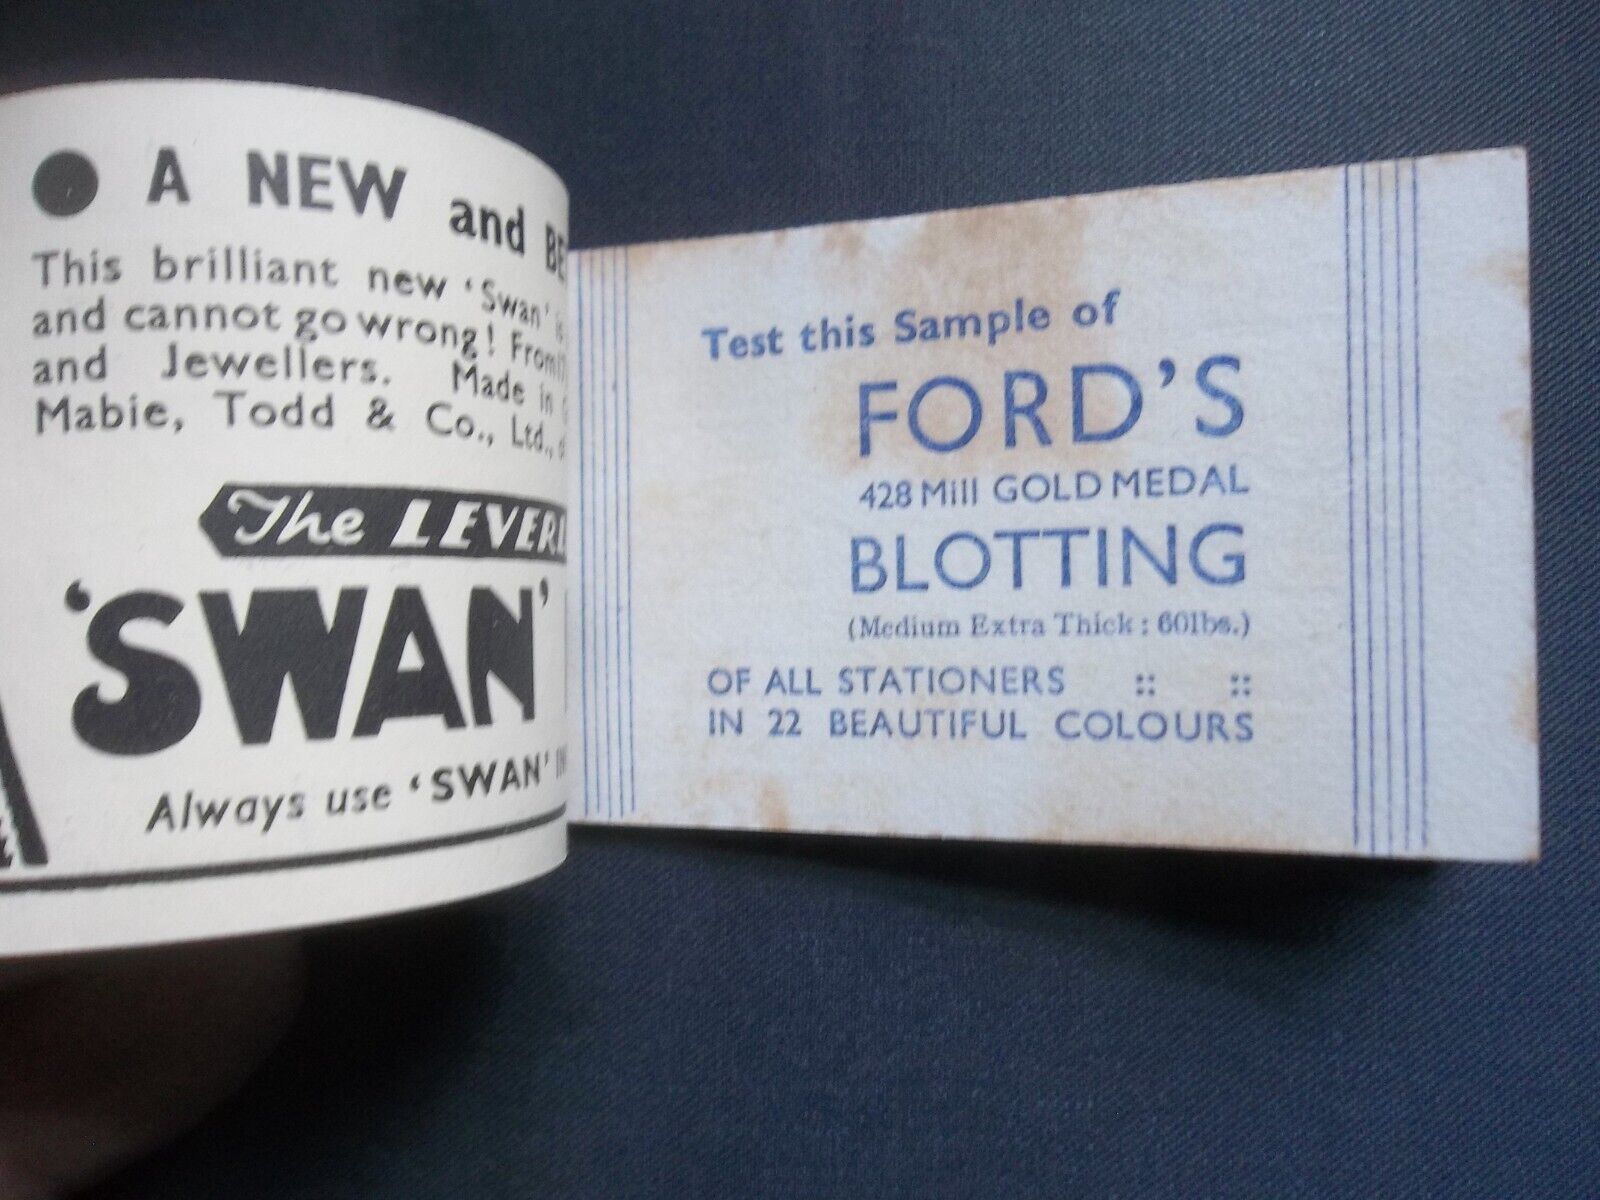 ● A NEW and
This brilliant new 'Swan' is
and cannot go wrong! From
and Jewellers. Made in
Mabie, Todd & Co., Ltd.,
The
'SWAN'
Always use 'SWAN'
Test this Sample of
FORD'S
428 Mill GOLD MEDAL
BLOTTING
(Medium Extra Thick : 60lbs.)
OF ALL STATIONERS :: ::
IN 22 BEAUTIFUL COLOURS